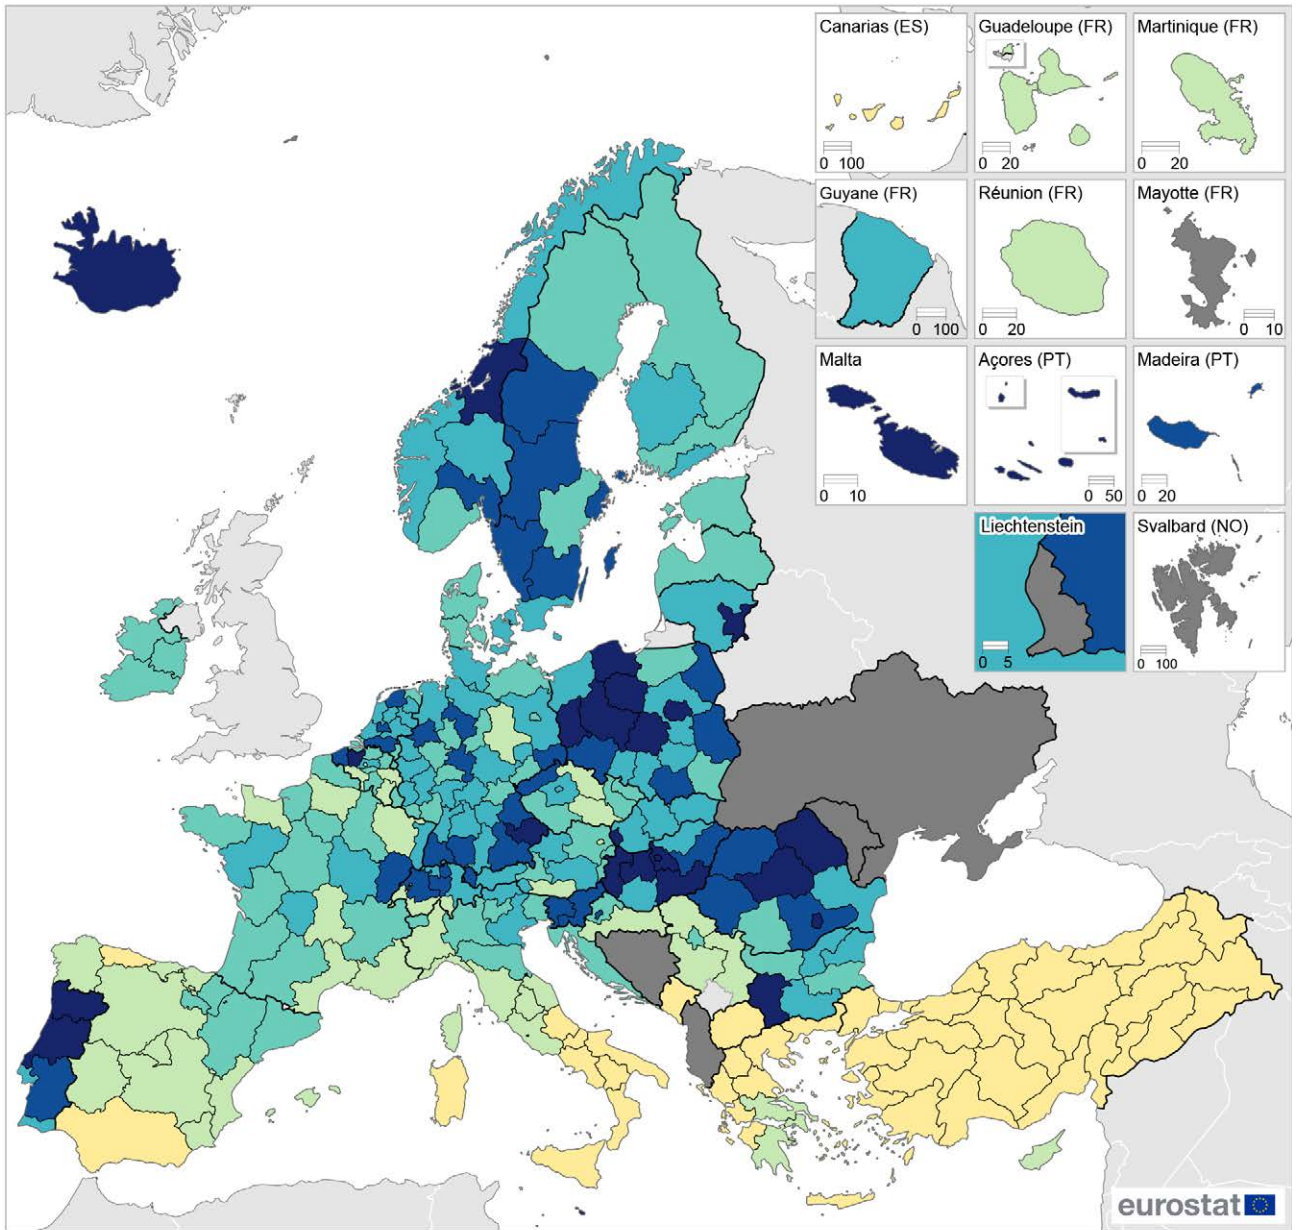 Canarias (ES)
0 100
Guadeloupe (FR)
0 20
Martinique (FR)
0 20
Guyane (FR)
0 100
Réunion (FR)
0 20
Mayotte (FR)
0 10
Malta
0 10
Açores (PT)
0 50
Madeira (PT)
0 20
Liechtenstein
0 5
Svalbard (NO)
0 100
eurostat